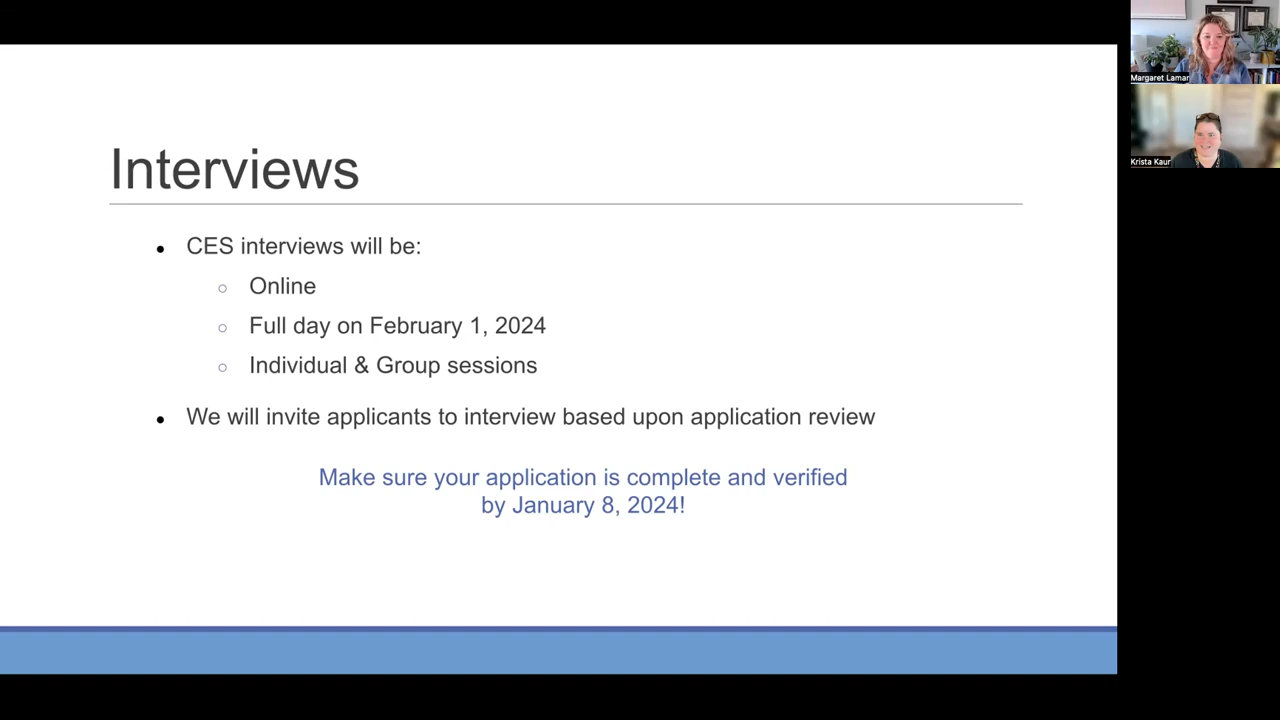 Interviews
CES interviews will be:
Online
Full day on February 1, 2024
Individual & Group sessions
We will invite applicants to interview based upon application review
Make sure your application is complete and verified
by January 8, 2024!
Margaret Lamar
Krista Kaur